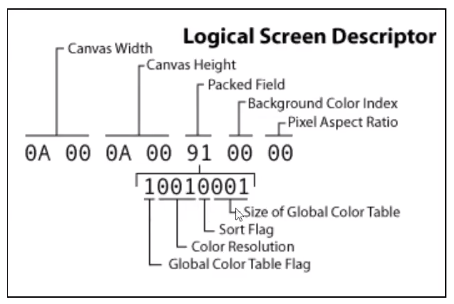 Logical Screen Descriptor
Canvas Width
Canvas Height
Packed Field
Background Color Index
Pixel Aspect Ratio
0A 00 0A 00 91 00 00
10010001
Size of Global Color Table
Sort Flag
Color Resolution
Global Color Table Flag